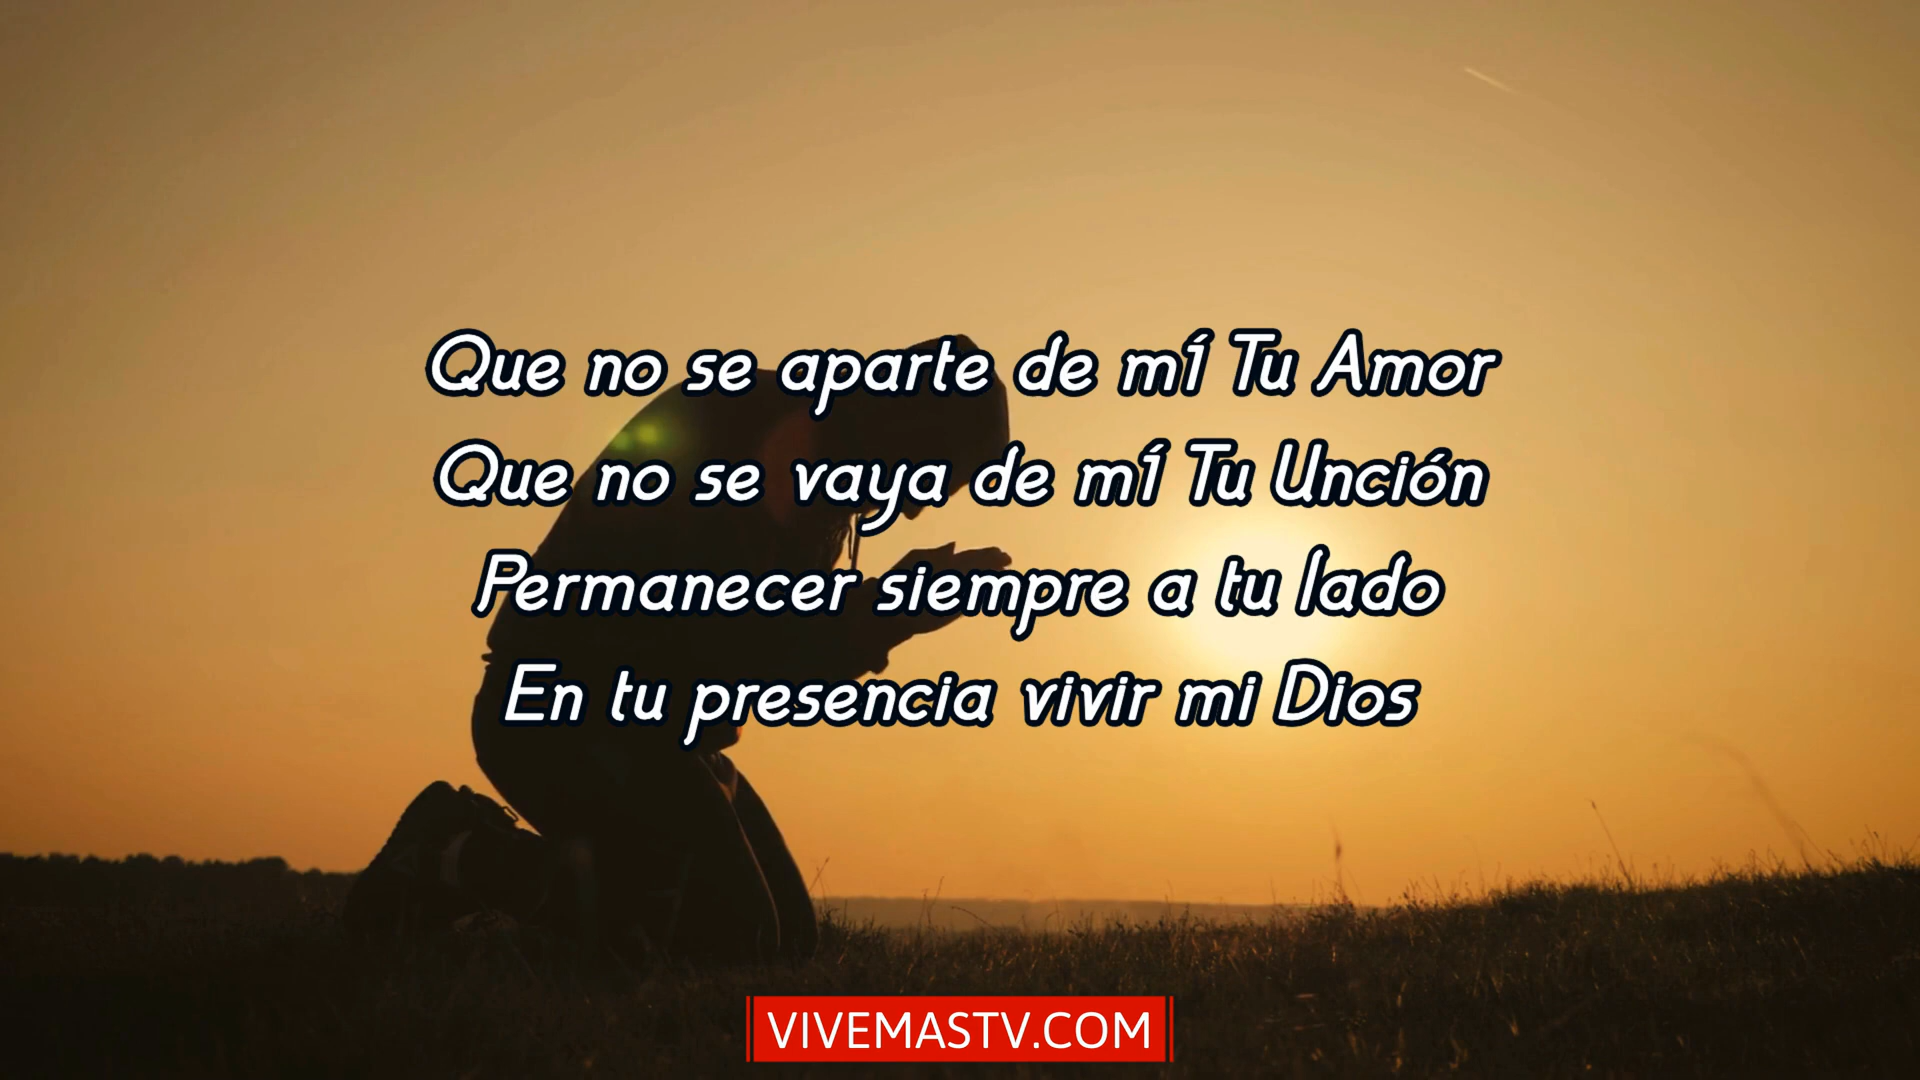 Que no se aparte de mí Tu Amor
Que no se vaya de mí Tu Unción
Permanecer siempre a tu lado
En tu presencia vivir mi Dios
VIVEMASTV.COM